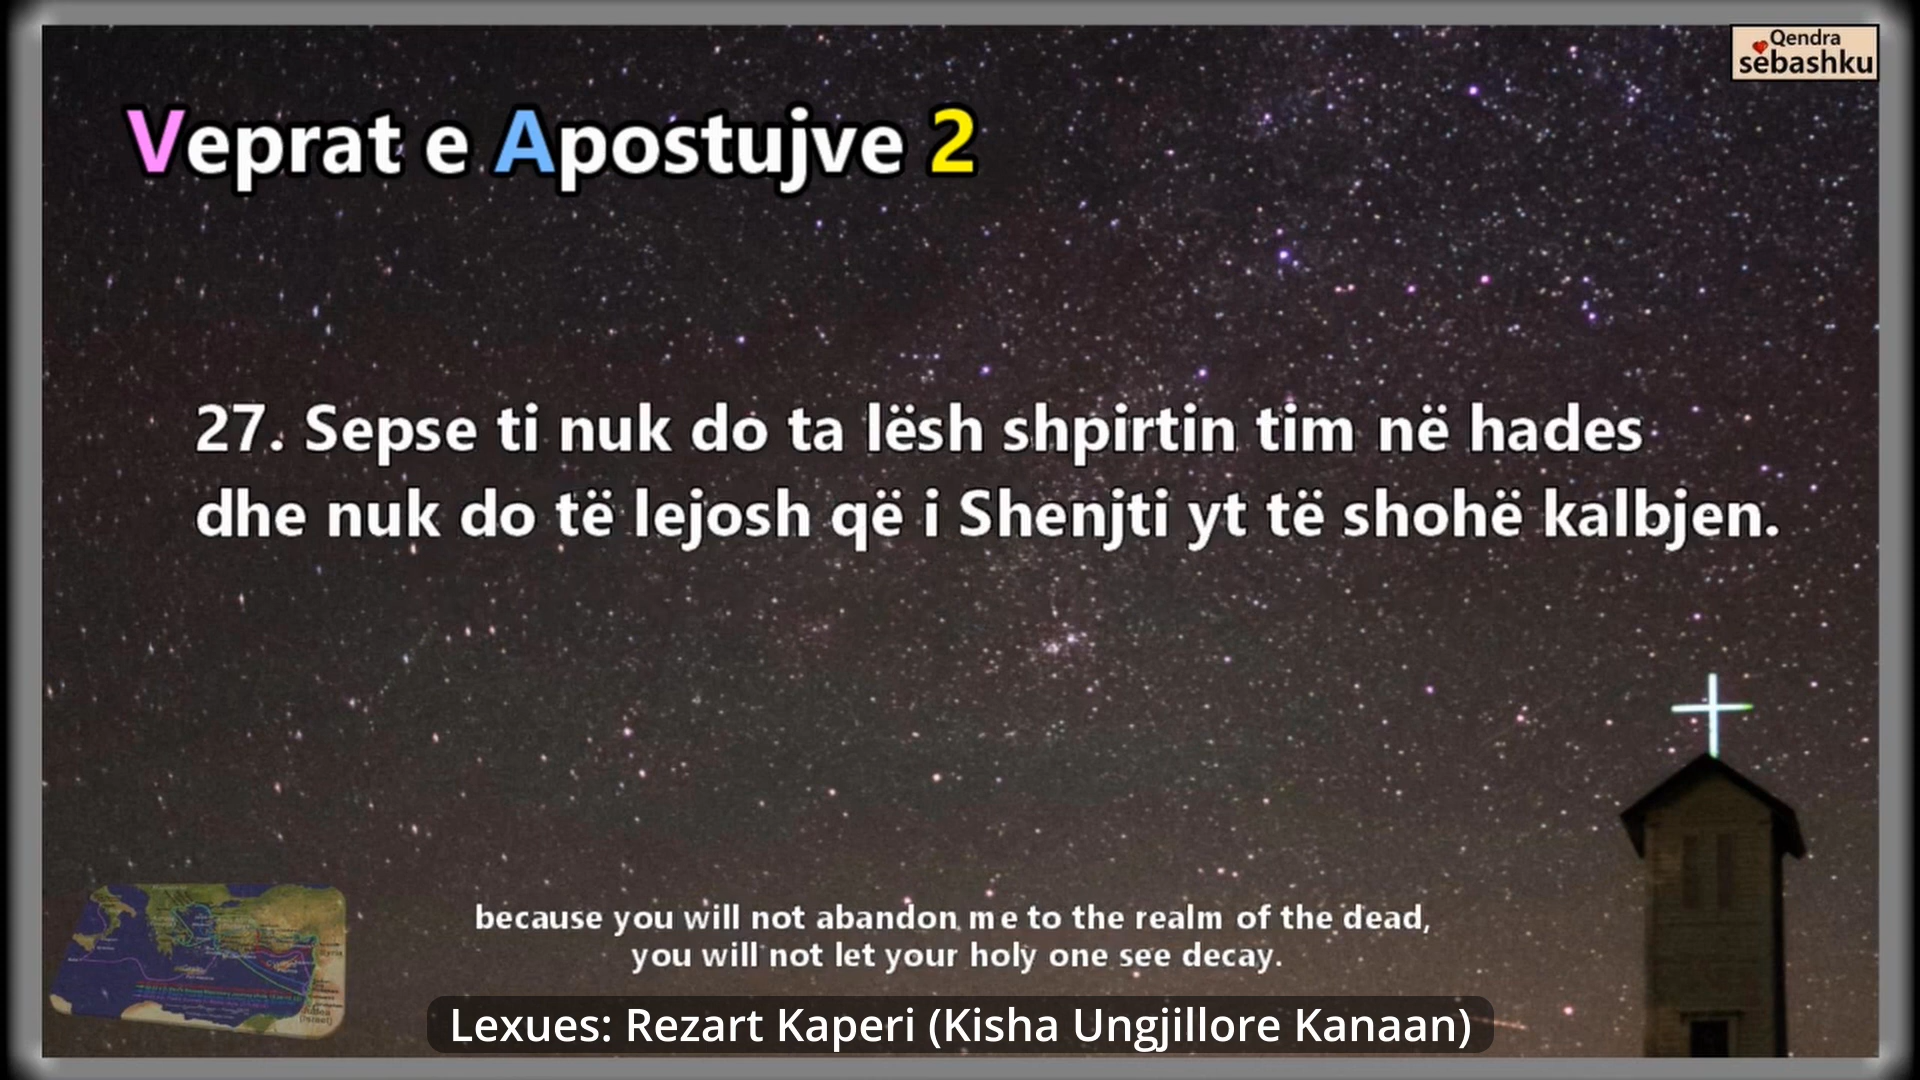 Qendra
sëbashku
Veprat e Apostujve 2
27. Sepse ti nuk do ta lësh shpirtin tim në hades
dhe nuk do të lejosh që i Shenjti yt të shohë kalbjen.
because you will not abandon me to the realm of the dead,
you will not let your holy one see decay.
Lexues: Rezart Kaperi (Kisha Ungjillore Kanaan)